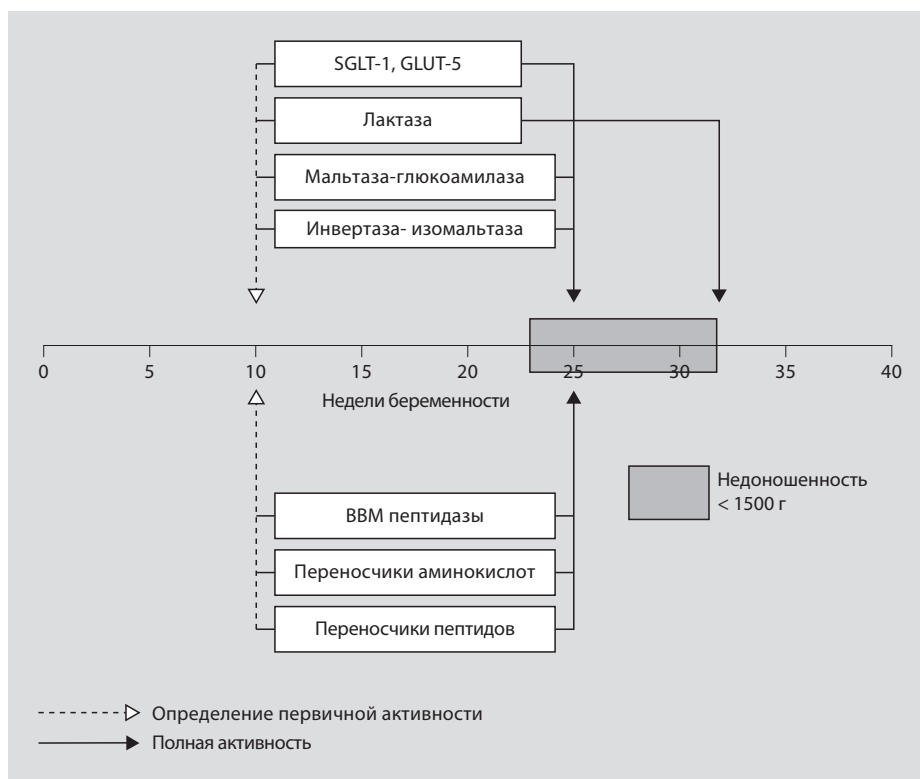 SGLT-1, GLUT-5
Лактаза
Мальтаза-глюкоамилаза
Инвертаза- изомальтаза
0 5 10 15 20 25 30 35 40
Недели беременности
ВВМ пептидазы
Переносчики аминокислот
Переносчики пептидов
Недоношенность
< 1500 г
Определение первичной активности
Полная активность